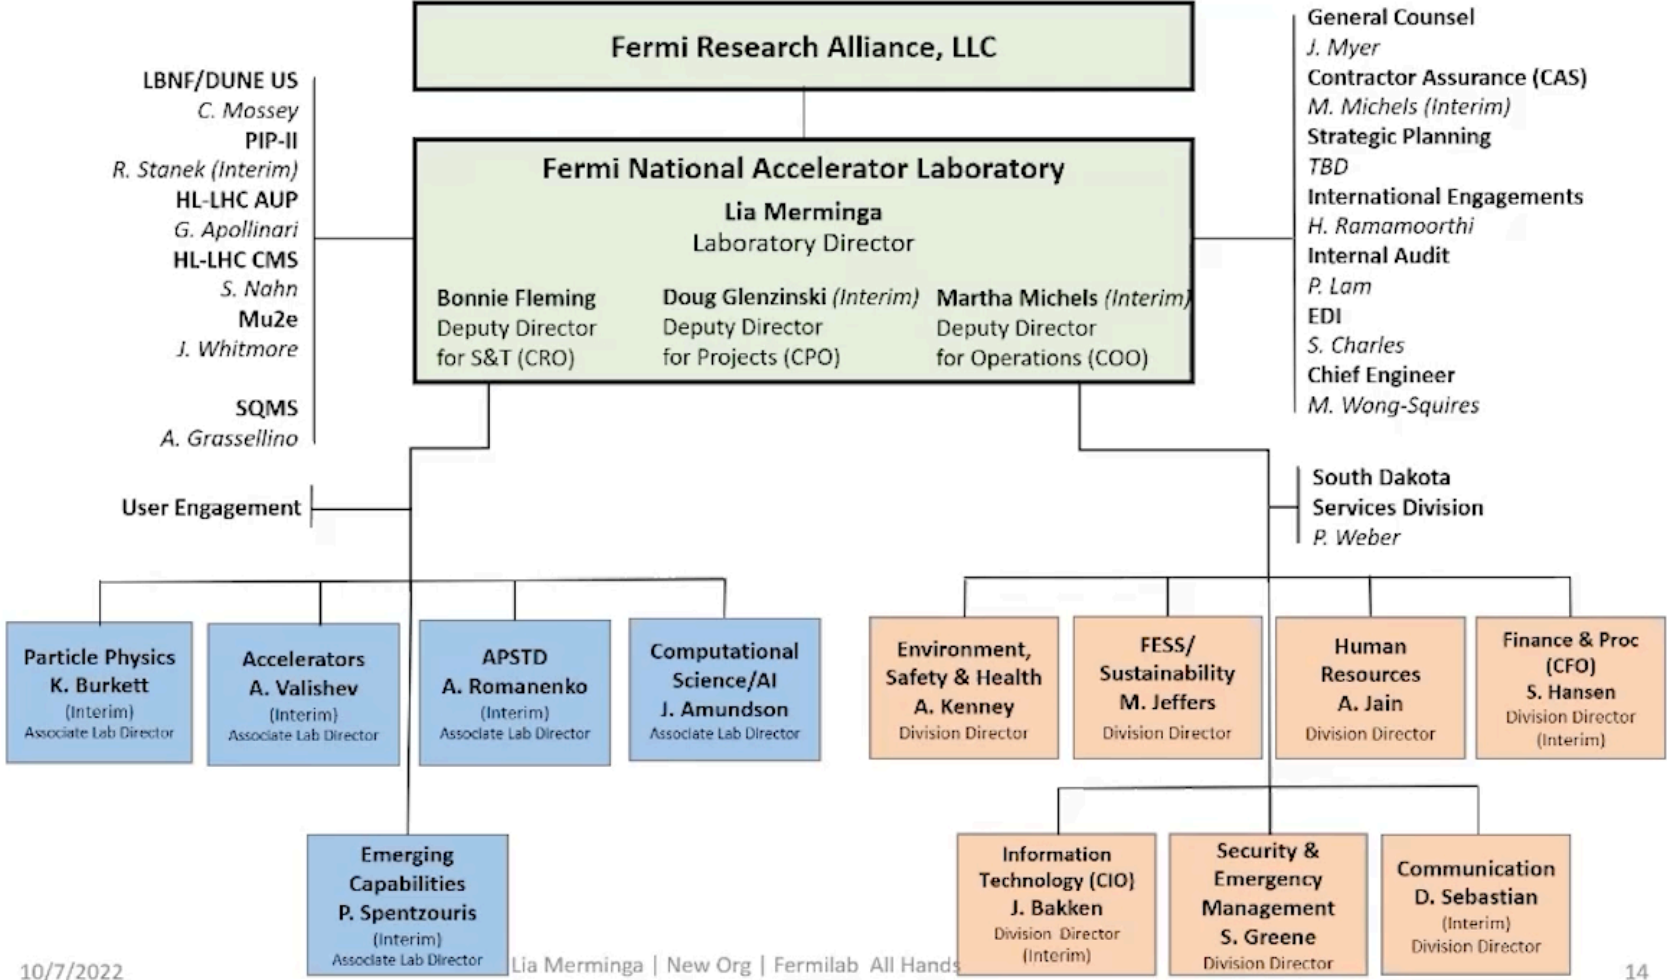 Fermi Research Alliance, LLC
Fermi National Accelerator Laboratory
Lia Merminga
Laboratory Director
Bonnie Fleming
Deputy Director
for S&T (CRO)
Doug Glenzinski (Interim)
Deputy Director
for Projects (CPO)
Martha Michels (Interim)
Deputy Director
for Operations (COO)
LBNF/DUNE US
C. Mossey
PIP-II
R. Stanek (Interim)
HL-LHC AUP
G. Apollinari
HL-LHC CMS
S. Nahn
Mu2e
J. Whitmore
SQMS
A. Grassellino
General Counsel
J. Myer
Contractor Assurance (CAS)
M. Michels (Interim)
Strategic Planning
TBD
International Engagements
H. Ramamoorthi
Internal Audit
P. Lam
EDI
S. Charles
Chief Engineer
M. Wong-Squires
User Engagement
South Dakota
Services Division
P. Weber
Particle Physics
K. Burkett
(Interim)
Associate Lab Director
Accelerators
A. Valishev
(Interim)
Associate Lab Director
APSTD
A. Romanenko
(Interim)
Associate Lab Director
Computational
Science/AI
J. Amundson
Associate Lab Director
Emerging
Capabilities
P. Spentzouris
(Interim)
Associate Lab Director
Environment,
Safety & Health
A. Kenney
Division Director
FESS/
Sustainability
M. Jeffers
Division Director
Human
Resources
A. Jain
Division Director
Finance & Proc
(CFO)
S. Hansen
Division Director
(Interim)
Information
Technology (CIO)
J. Bakken
Division Director
(Interim)
Security &
Emergency
Management
S. Greene
Division Director
Communication
D. Sebastian
(Interim)
Division Director
10/7/2022
Lia Merminga | New Org | Fermilab All Hands
14